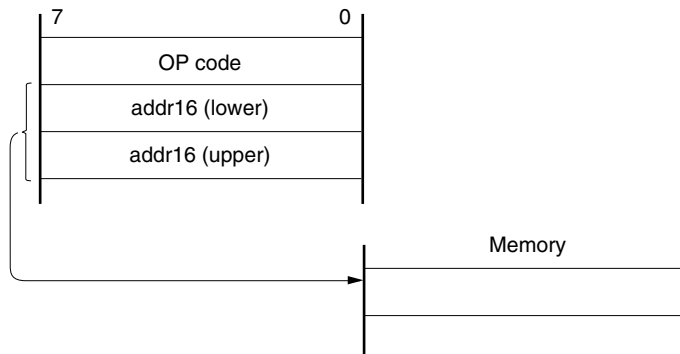 7 0
OP code
addr16 (lower)
addr16 (upper)
Memory